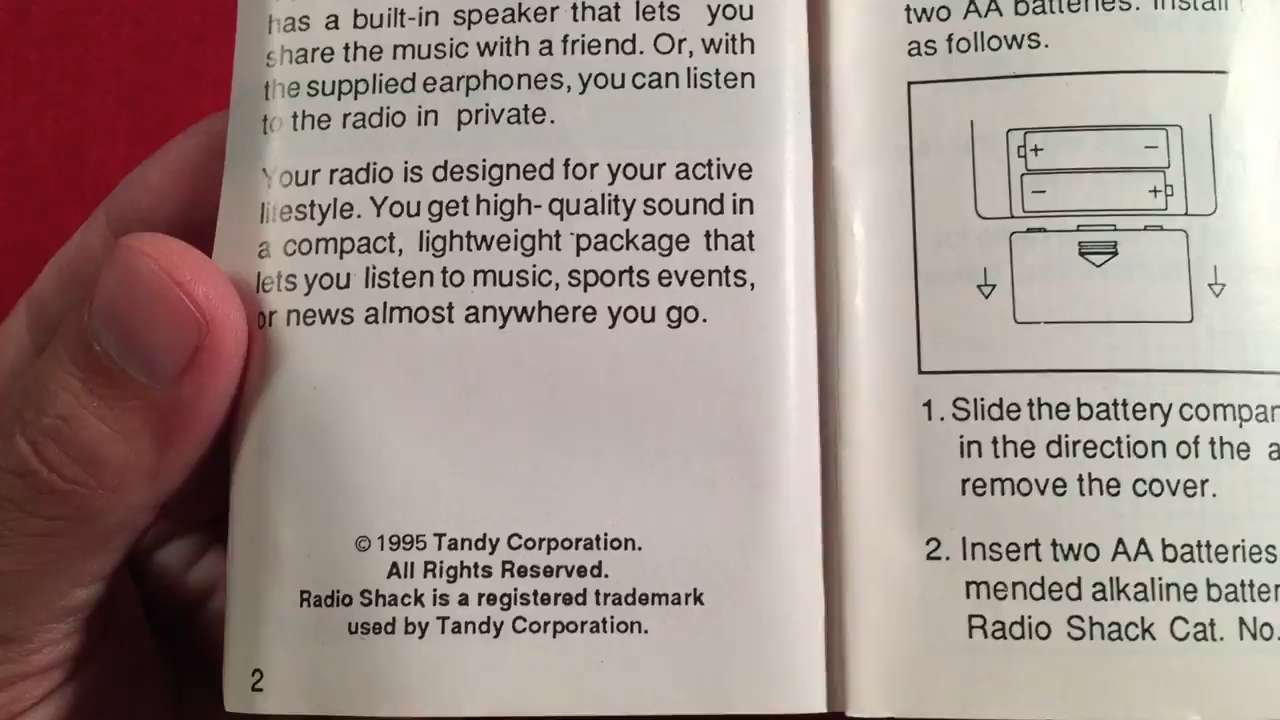 has a built-in speaker that lets you
share the music with a friend. Or, with
the supplied earphones, you can listen
to the radio in private.
Your radio is designed for your active
lifestyle. You get high- quality sound in
a compact, lightweight package that
lets you listen to music, sports events,
or news almost anywhere you go.
© 1995 Tandy Corporation.
All Rights Reserved.
Radio Shack is a registered trademark
used by Tandy Corporation.
2
two AA batteries. Install
as follows.
+ −
− +
1. Slide the battery compar
in the direction of the a
remove the cover.
2. Insert two AA batteries
mended alkaline batter
Radio Shack Cat. No.